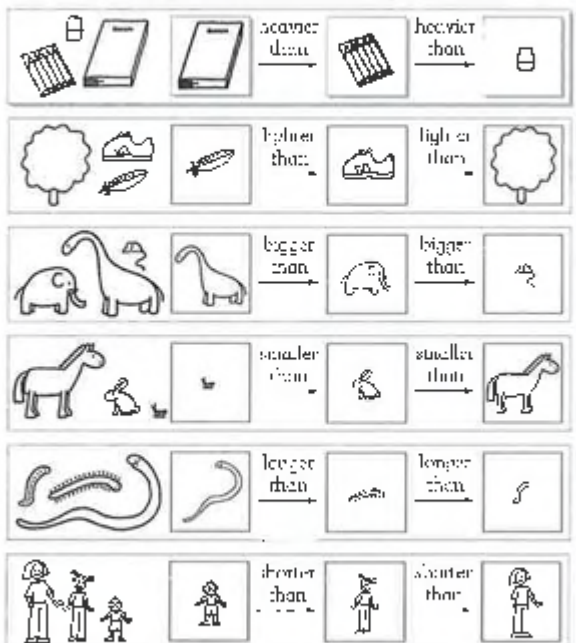 heavier heavier
than than
lighter lighter
than than
bigger bigger
than than
smaller smaller
than than
longer longer
than than
shorter shorter
than than